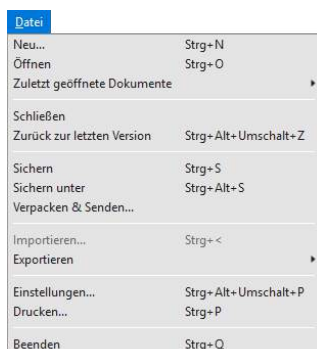 Datei
Neu... Strg+N
Öffnen Strg+O
Zuletzt geöffnete Dokumente
Schließen
Zurück zur letzten Version Strg+Alt+Umschalt+Z
Sichern Strg+S
Sichern unter Strg+Alt+S
Verpacken & Senden...
Importieren... Strg+<
Exportieren
Einstellungen... Strg+Alt+Umschalt+P
Drucken... Strg+P
Beenden Strg+Q